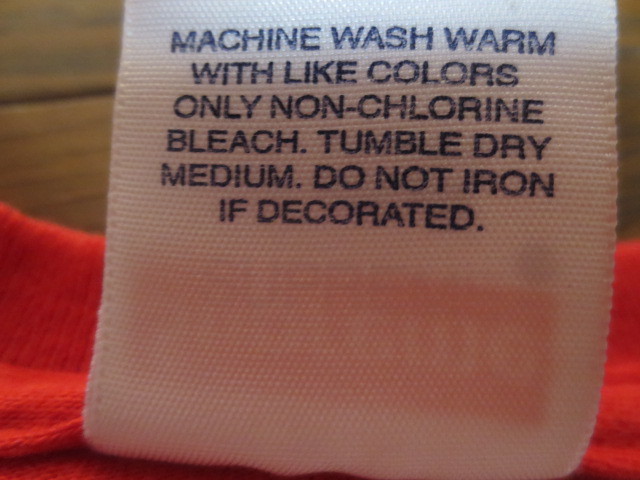 MACHINE WASH WARM
WITH LIKE COLORS
ONLY NON-CHLORINE
BLEACH. TUMBLE DRY
MEDIUM. DO NOT IRON
IF DECORATED.